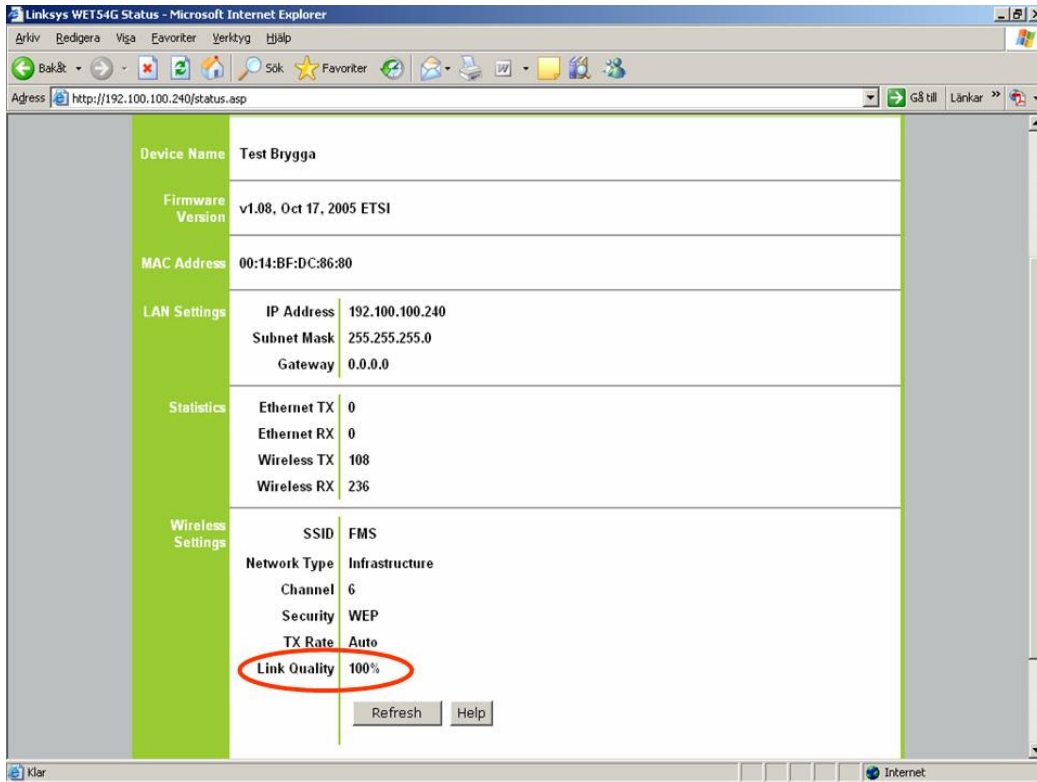 Linksys WET54G Status - Microsoft Internet Explorer
Arkiv Redigera Visa Favoriter Verktyg Hjälp
Bakåt Sök Favoriter
Adress http://192.100.100.240/status.asp Gå till Länkar »
Device Name Test Brygga
Firmware Version v1.08, Oct 17, 2005 ETSI
MAC Address 00:14:BF:DC:86:80
LAN Settings IP Address 192.100.100.240
Subnet Mask 255.255.255.0
Gateway 0.0.0.0
Statistics Ethernet TX 0
Ethernet RX 0
Wireless TX 108
Wireless RX 236
Wireless Settings SSID FMS
Network Type Infrastructure
Channel 6
Security WEP
TX Rate Auto
Link Quality 100%
Refresh Help
Klar Internet